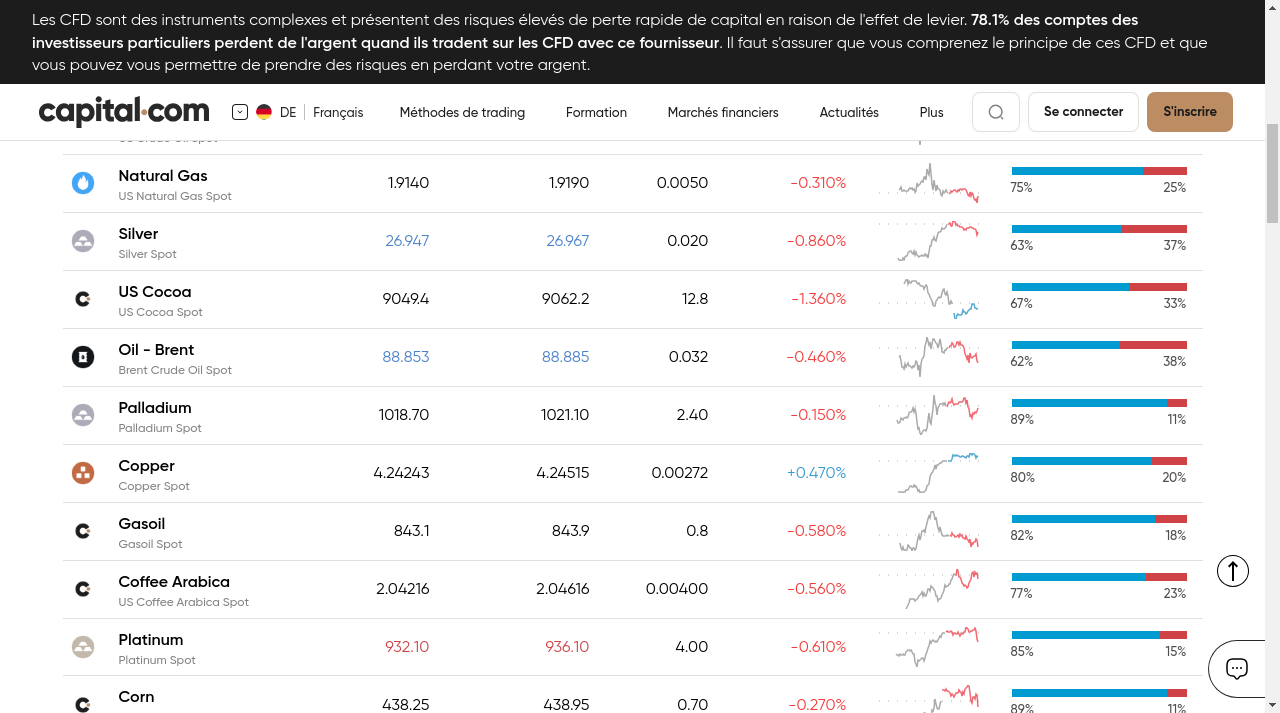 Les CFD sont des instruments complexes et présentent des risques élevés de perte rapide de capital en raison de l'effet de levier. 78.1% des comptes des
investisseurs particuliers perdent de l'argent quand ils tradent sur les CFD avec ce fournisseur. Il faut s'assurer que vous comprenez le principe de ces CFD et que
vous pouvez vous permettre de prendre des risques en perdant votre argent.
capital.com DE Français Méthodes de trading Formation Marchés financiers Actualités Plus Se connecter S'inscrire
US Crude Oil Spot
Natural Gas 1.9140 1.9190 0.0050 -0.310%
US Natural Gas Spot 75% 25%
Silver 26.947 26.967 0.020 -0.860%
Silver Spot 63% 37%
US Cocoa 9049.4 9062.2 12.8 -1.360%
US Cocoa Spot 67% 33%
Oil - Brent 88.853 88.885 0.032 -0.460%
Brent Crude Oil Spot 62% 38%
Palladium 1018.70 1021.10 2.40 -0.150%
Palladium Spot 89% 11%
Copper 4.24243 4.24515 0.00272 +0.470%
Copper Spot 80% 20%
Gasoil 843.1 843.9 0.8 -0.580%
Gasoil Spot 82% 18%
Coffee Arabica 2.04216 2.04616 0.00400 -0.560%
US Coffee Arabica Spot 77% 23%
Platinum 932.10 936.10 4.00 -0.610%
Platinum Spot 85% 15%
Corn 438.25 438.95 0.70 -0.270%
89% 11%